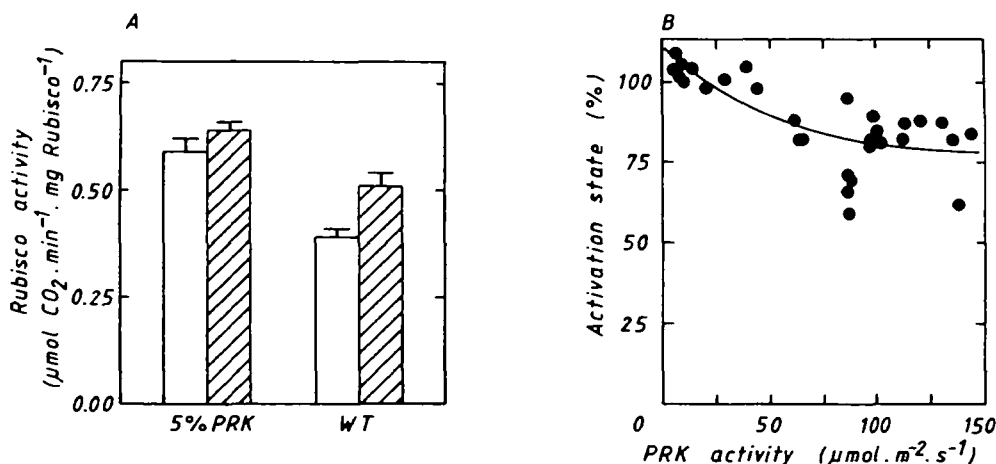 A
Rubisco activity
(μmol CO₂.min⁻¹.mg Rubisco⁻¹)
0.75
0.50
0.25
0.00
5%PRK
WT
B
Activation state (%)
100
75
50
25
0
50
100
150
PRK activity (μmol.m⁻².s⁻¹)